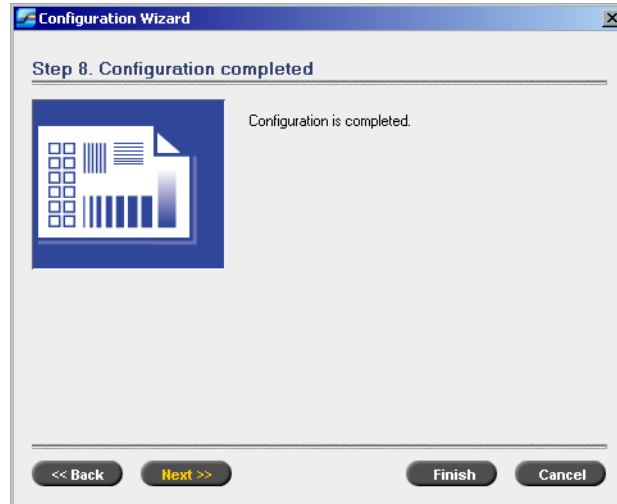 Configuration Wizard
Step 8. Configuration completed
Configuration is completed.
<< Back Next >> Finish Cancel